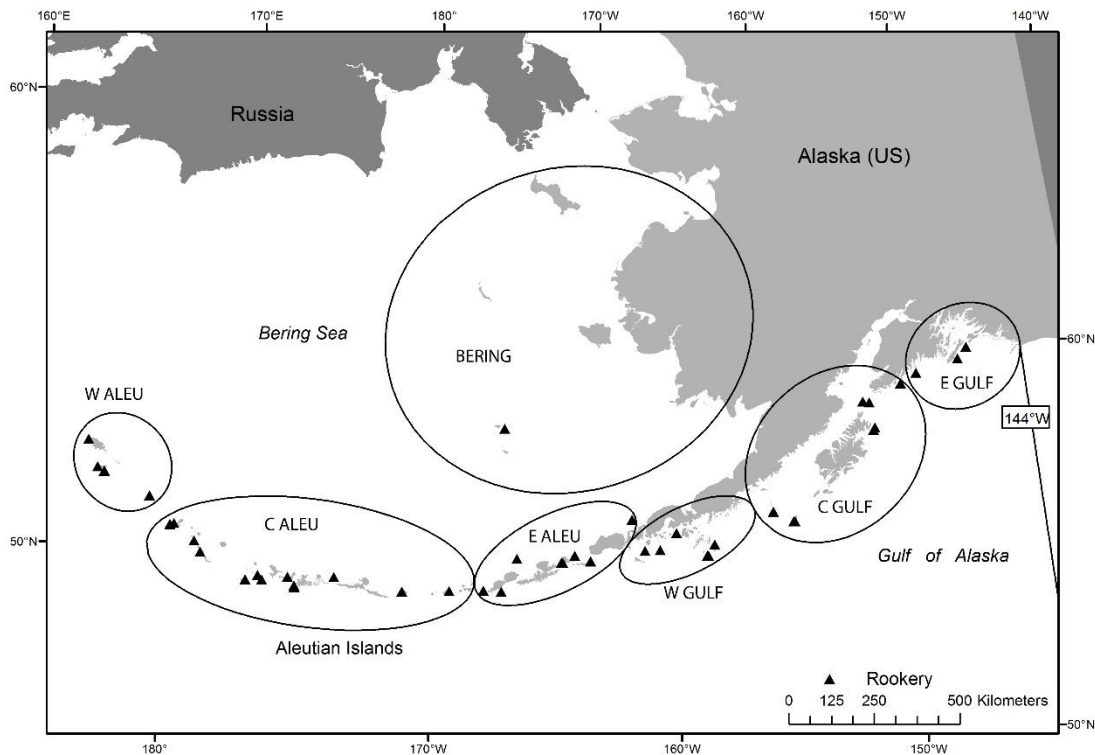 160°E 170°E 180° 170°W 160°W 150°W 140°W
60°N
Russia
Alaska (US)
Bering Sea
BERING
60°N
E GULF
W ALEU
144°W
C ALEU
E ALEU
C GULF
50°N
W GULF
Gulf of Alaska
Aleutian Islands
Rookery
0 125 250 500 Kilometers
50°N
180° 170°W 160°W 150°W